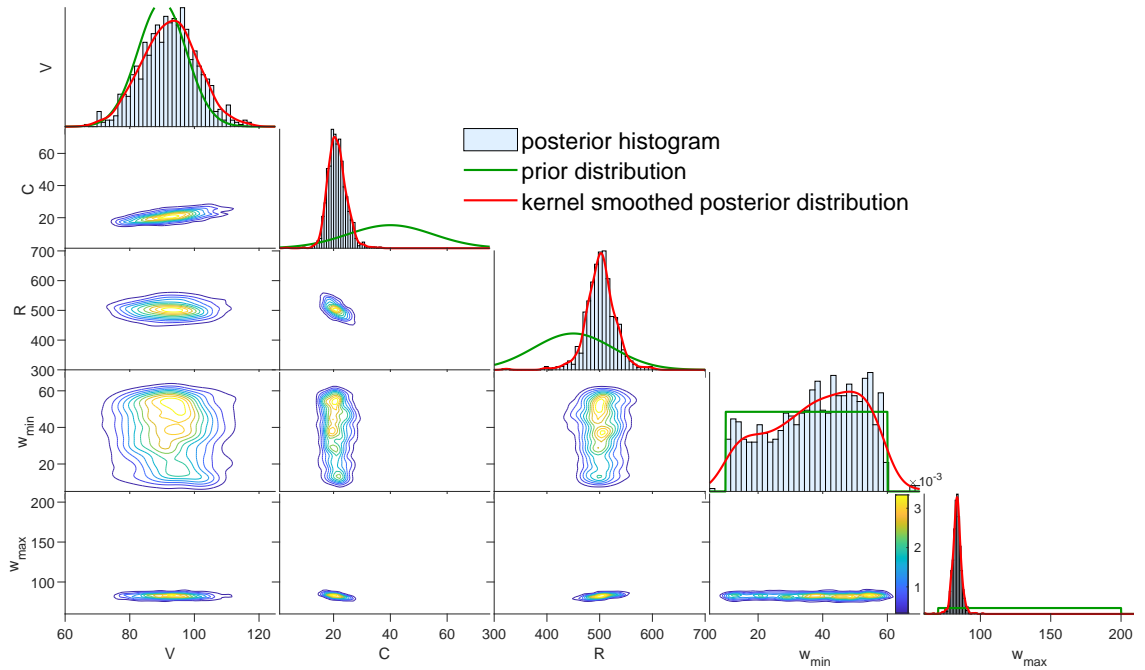 V
posterior histogram
prior distribution
kernel smoothed posterior distribution
60
40
20
C
700
600
500
400
300
R
60
40
20
w_min
×10^-3
3
2
1
200
150
100
w_max
60 80 100 120
20 40 60
300 400 500 600 700
20 40 60
100 150 200
V C R w_min w_max